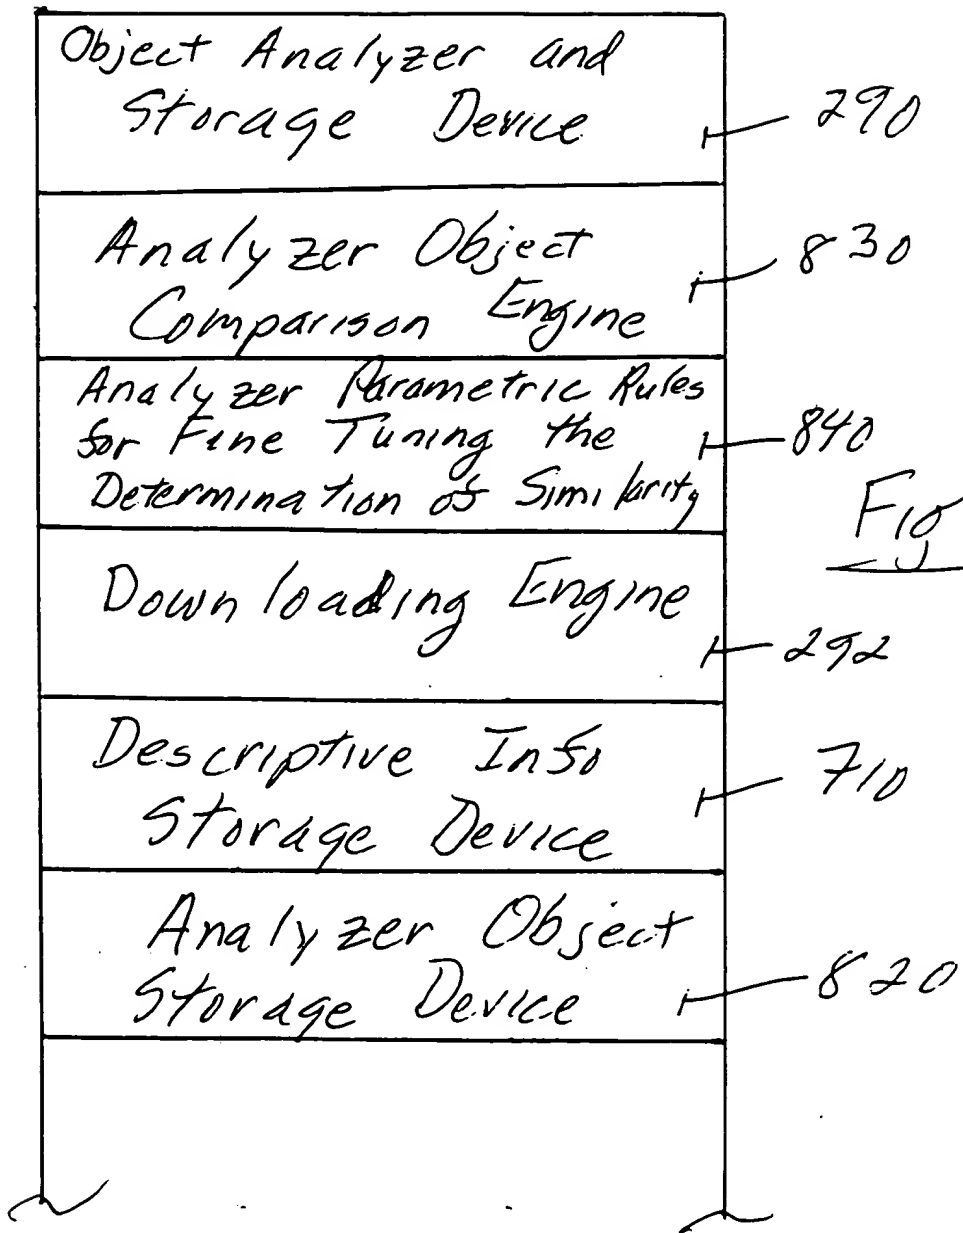 Object Analyzer and
Storage Device
290
Analyzer Object
Comparison Engine
830
Analyzer Parametric Rules
for Fine Tuning the
Determination of Similarity
840
Fig
Downloading Engine
292
Descriptive Info
Storage Device
710
Analyzer Object
Storage Device
820